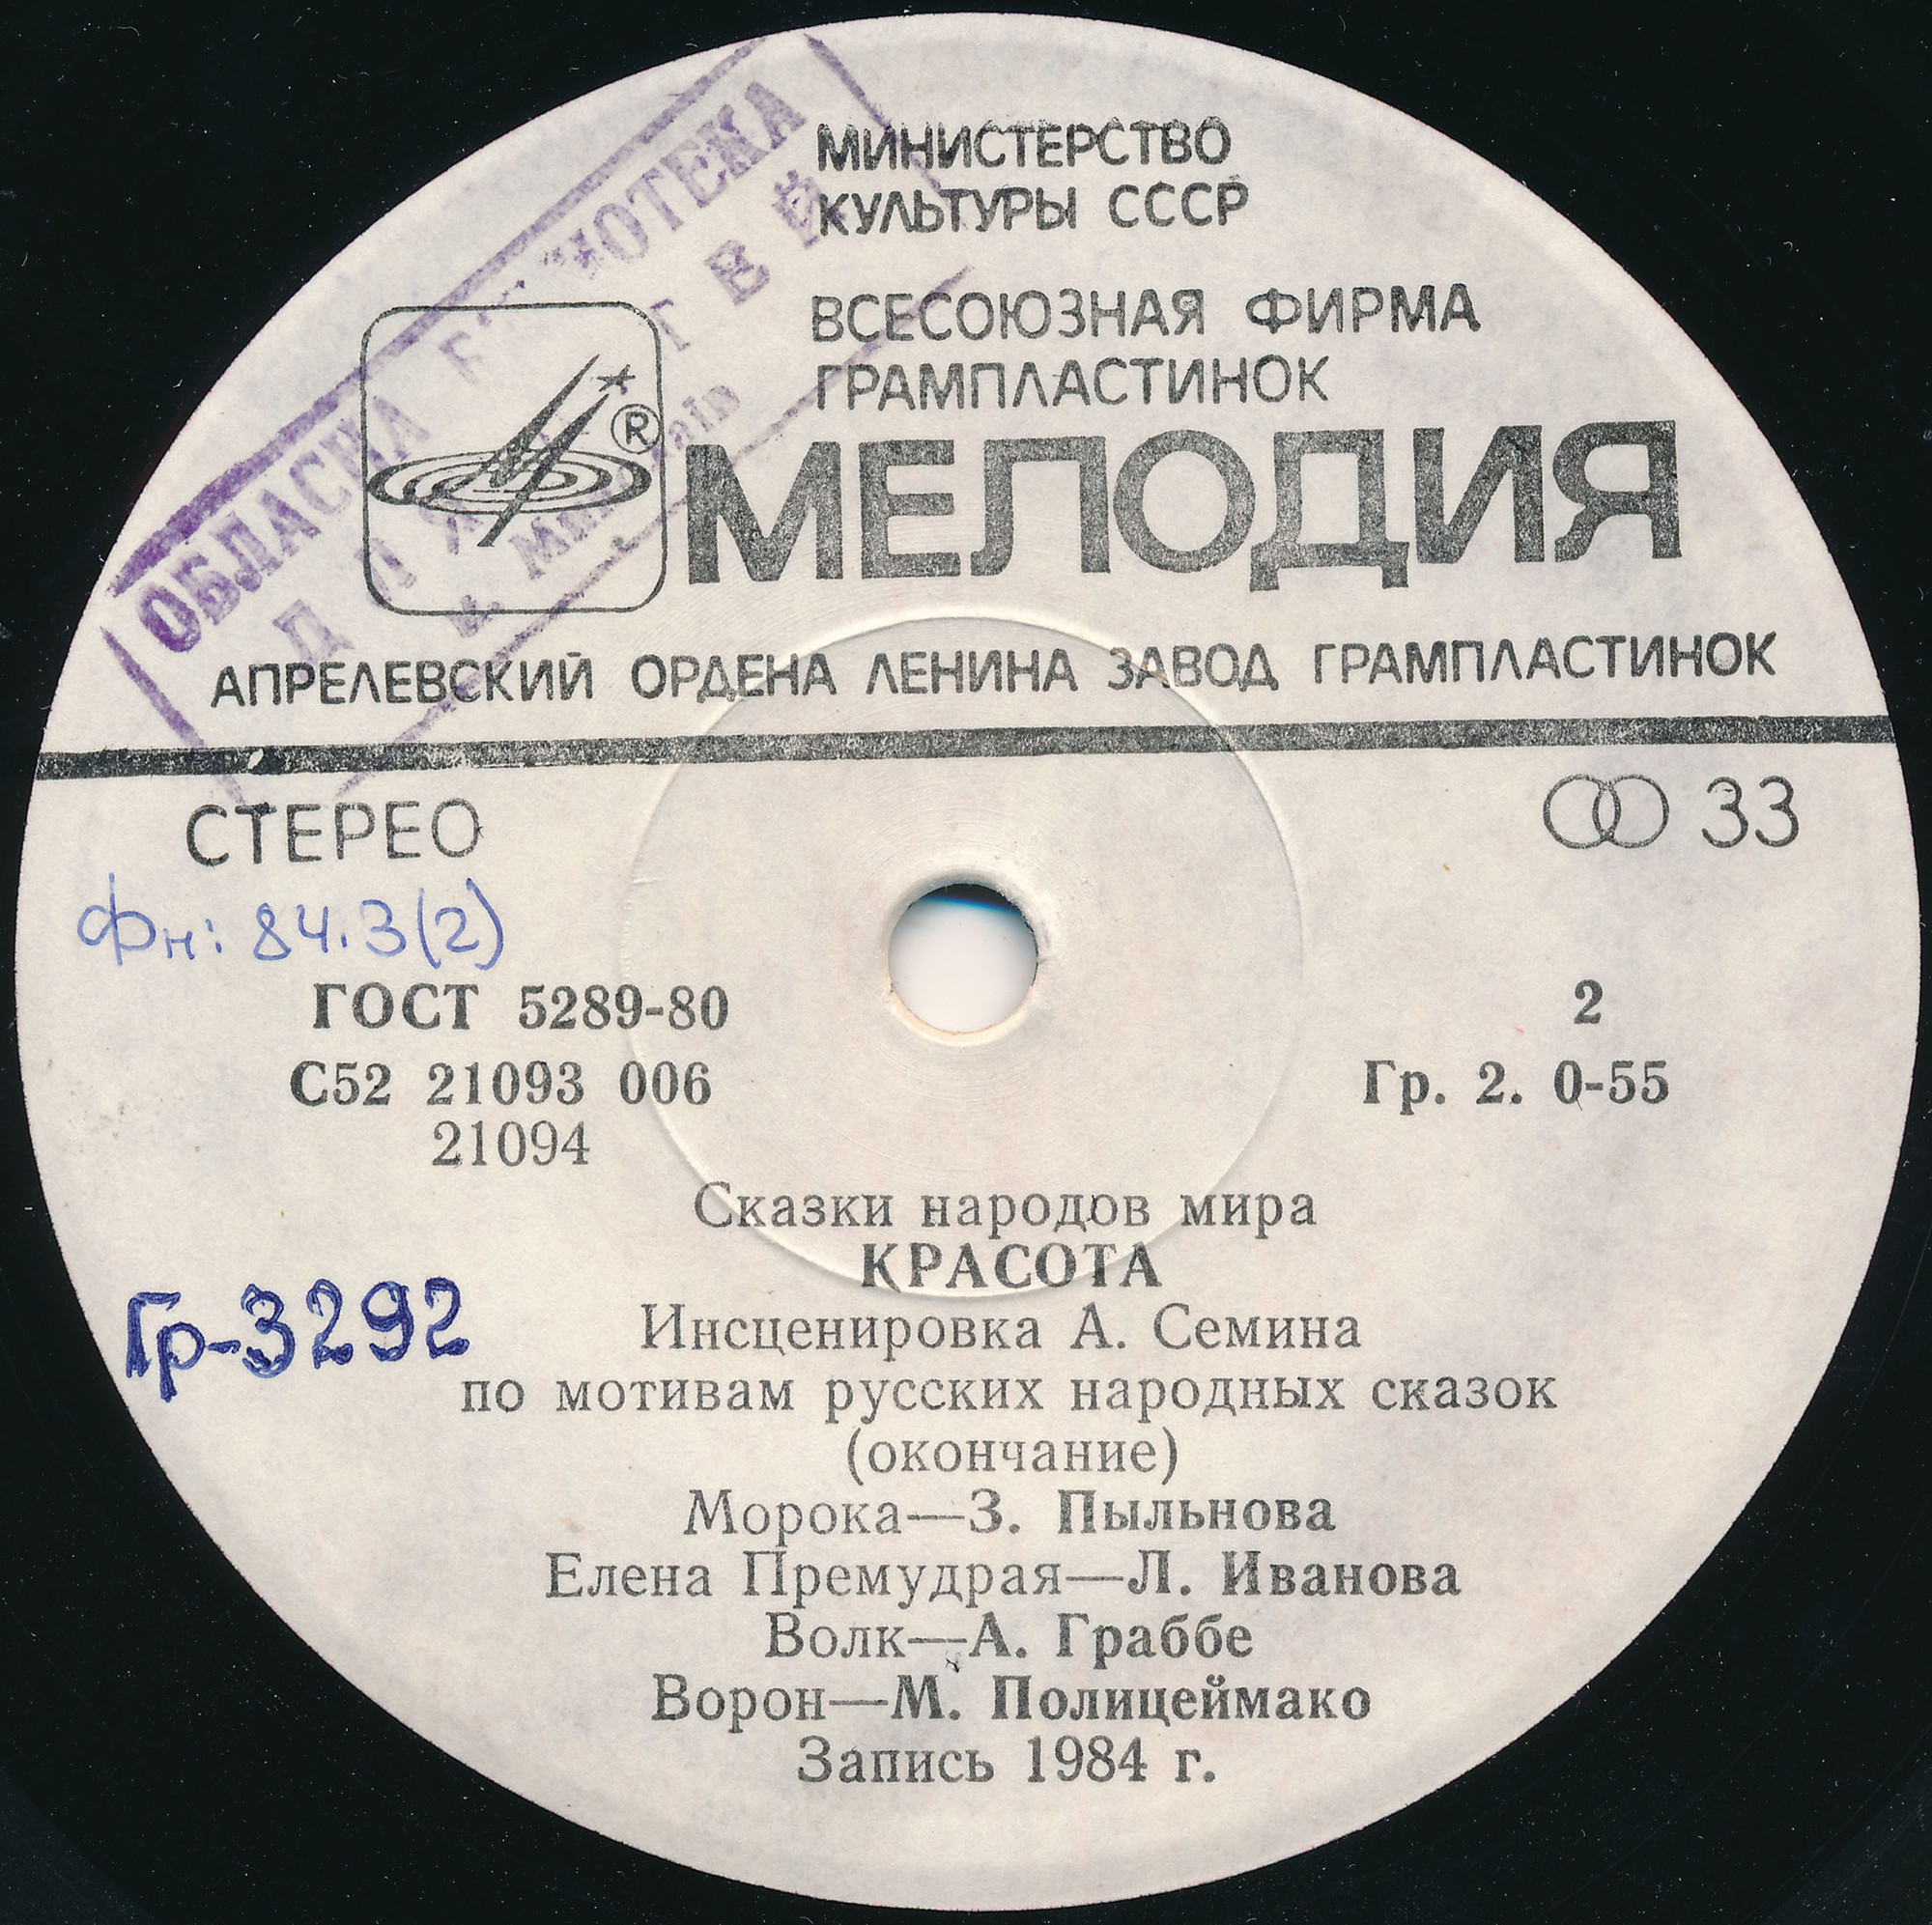 МИНИСТЕРСТВО
КУЛЬТУРЫ СССР
ВСЕСОЮЗНАЯ ФИРМА
ГРАМПЛАСТИНОК
®
МЕЛОДИЯ
ОБЛАСНА
АПРЕЛЕВСКИЙ ОРДЕНА ЛЕНИНА ЗАВОД ГРАМПЛАСТИНОК
СТЕРЕО
33
Фн: 84.3(2)
ГОСТ 5289-80
2
С52 21093 006
Гр. 2. 0-55
21094
Сказки народов мира
КРАСОТА
Гр-3292
Инсценировка А. Семина
по мотивам русских народных сказок
(окончание)
Морока—З. Пыльнова
Елена Премудрая—Л. Иванова
Волк—А. Граббе
Ворон—М. Полицеймако
Запись 1984 г.